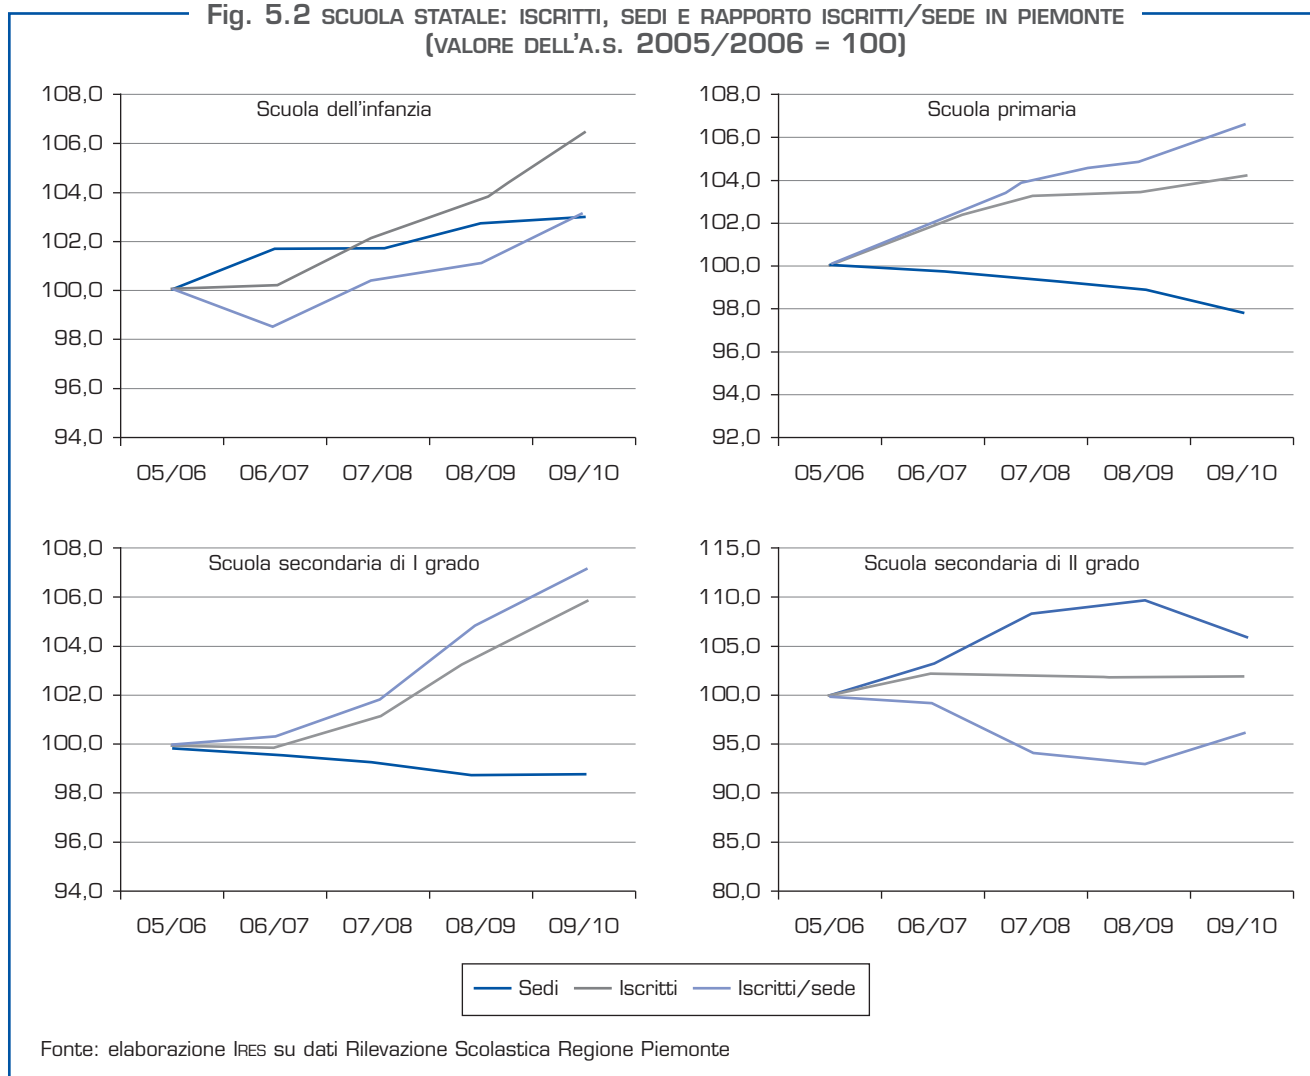 Fig. 5.2 SCUOLA STATALE: ISCRITTI, SEDI E RAPPORTO ISCRITTI/SEDE IN PIEMONTE
(VALORE DELL'A.S. 2005/2006 = 100)
Scuola dell'infanzia
108,0
106,0
104,0
102,0
100,0
98,0
96,0
94,0
05/06 06/07 07/08 08/09 09/10
Scuola primaria
108,0
106,0
104,0
102,0
100,0
98,0
96,0
94,0
92,0
05/06 06/07 07/08 08/09 09/10
Scuola secondaria di I grado
108,0
106,0
104,0
102,0
100,0
98,0
96,0
94,0
05/06 06/07 07/08 08/09 09/10
Scuola secondaria di II grado
115,0
110,0
105,0
100,0
95,0
90,0
85,0
80,0
05/06 06/07 07/08 08/09 09/10
Sedi Iscritti Iscritti/sede
Fonte: elaborazione IRES su dati Rilevazione Scolastica Regione Piemonte